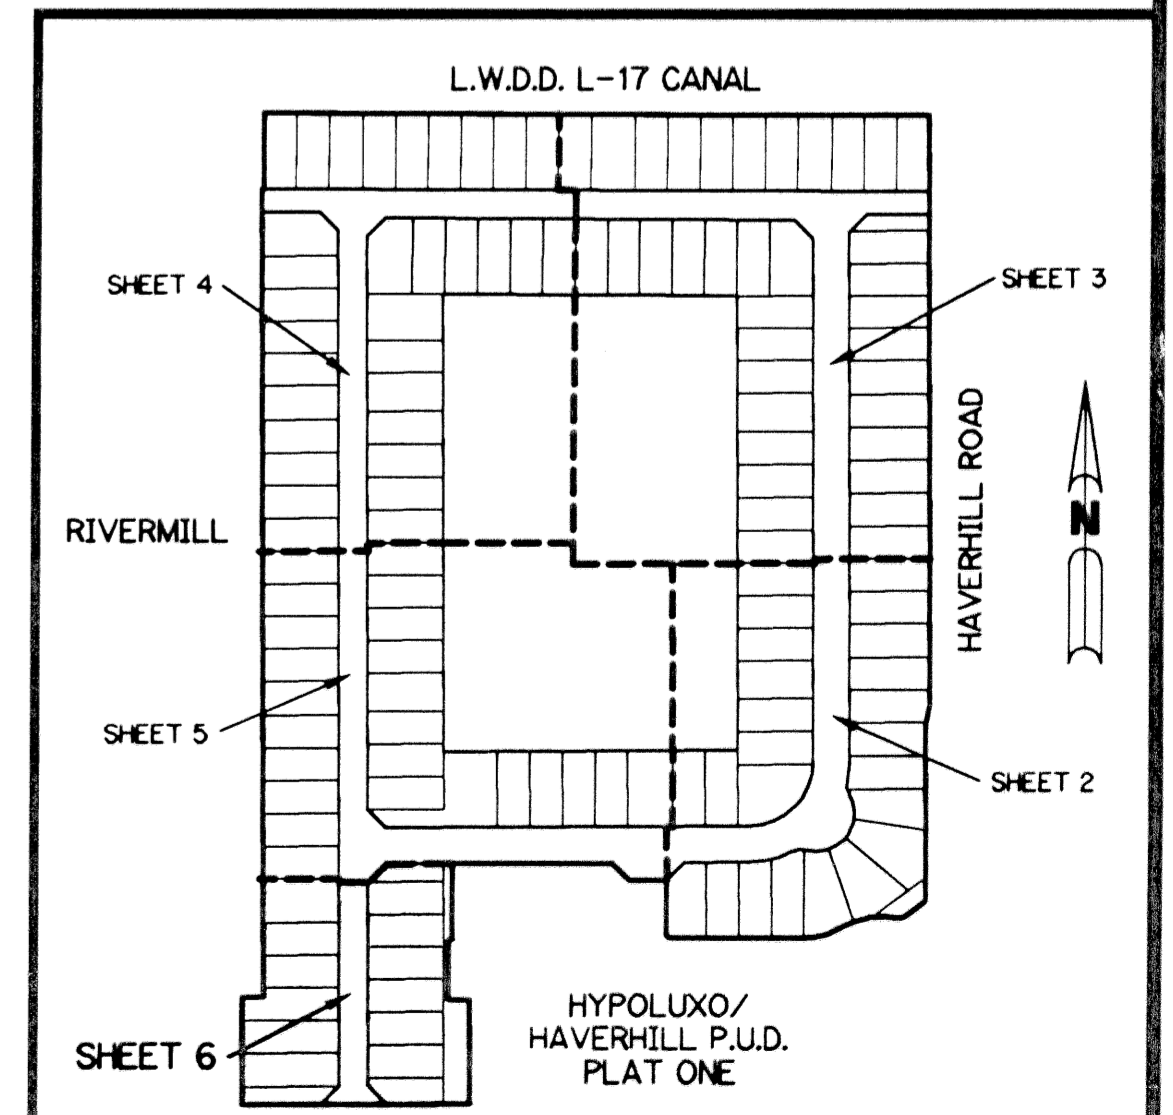 L.W.D.D. L-17 CANAL
SHEET 4
SHEET 3
HAVERHILL ROAD
N
RIVERMILL
SHEET 5
SHEET 2
SHEET 6
HYPOLUXO/
HAVERHILL P.U.D.
PLAT ONE